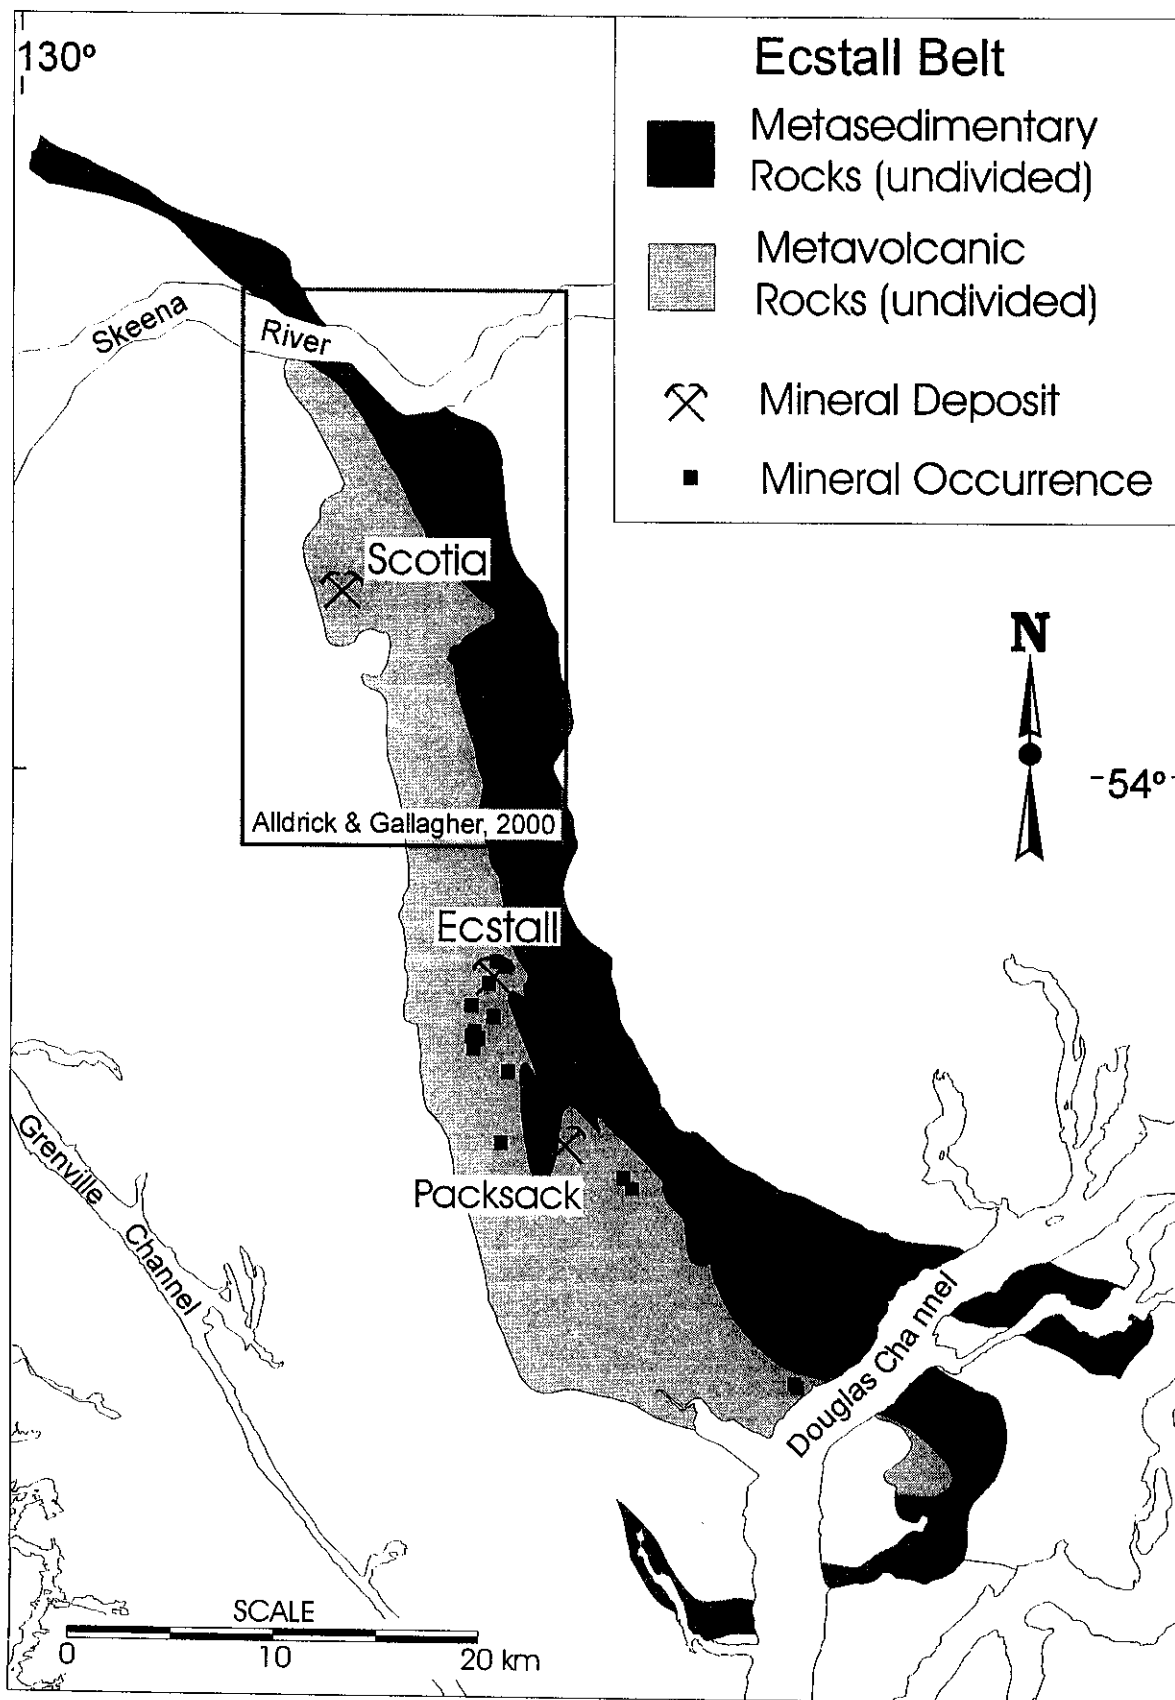 130°
Ecstall Belt
Metasedimentary
Rocks (undivided)
Metavolcanic
Rocks (undivided)
Mineral Deposit
Mineral Occurrence
Skeena
River
Scotia
N
54°
Alldrick & Gallagher, 2000
Ecstall
Packsack
Grenville
Channel
Douglas Channel
SCALE
0 10 20 km